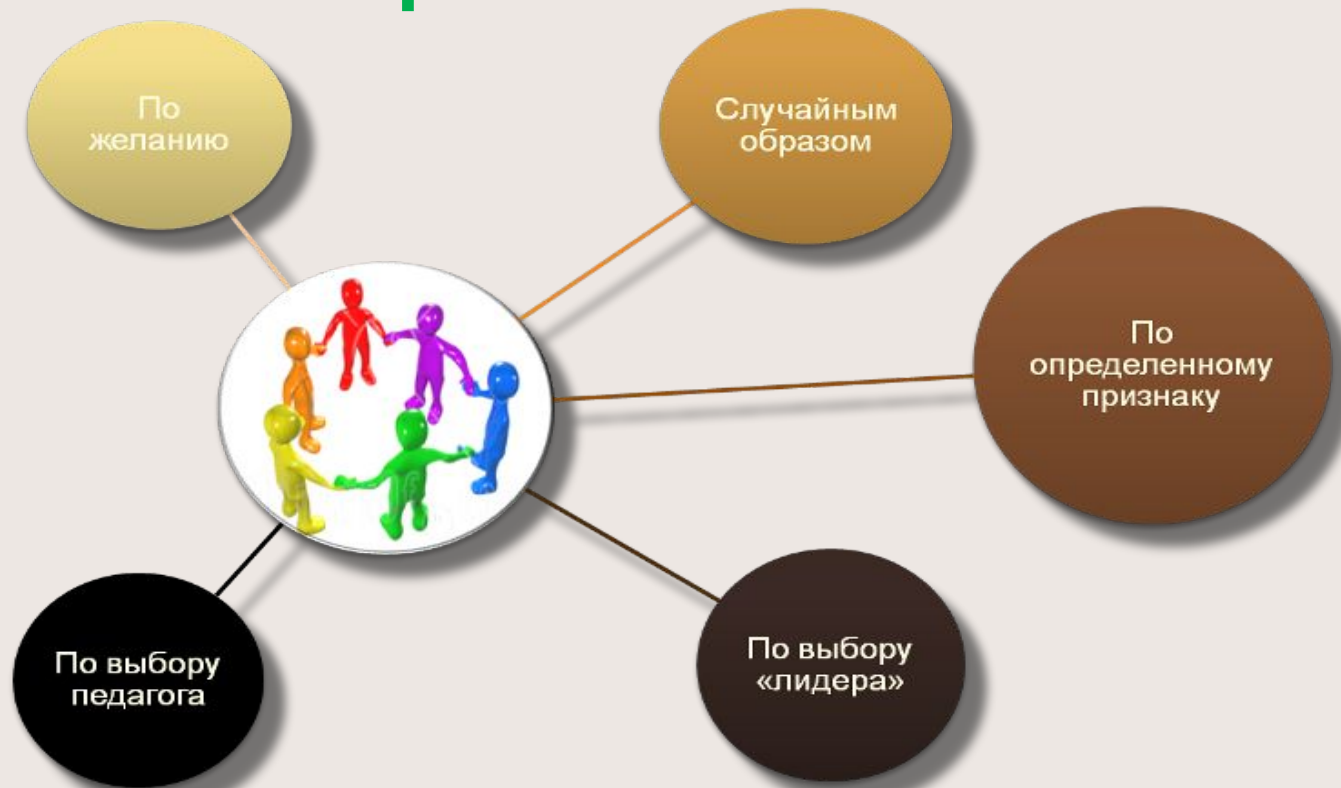 По
желанию
Случайным
образом
По
определенному
признаку
По выбору
педагога
По выбору
«лидера»